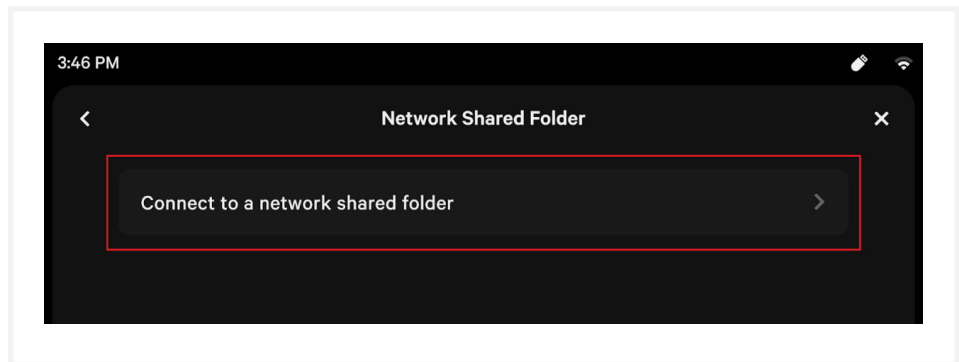 3:46 PM
Network Shared Folder
Connect to a network shared folder